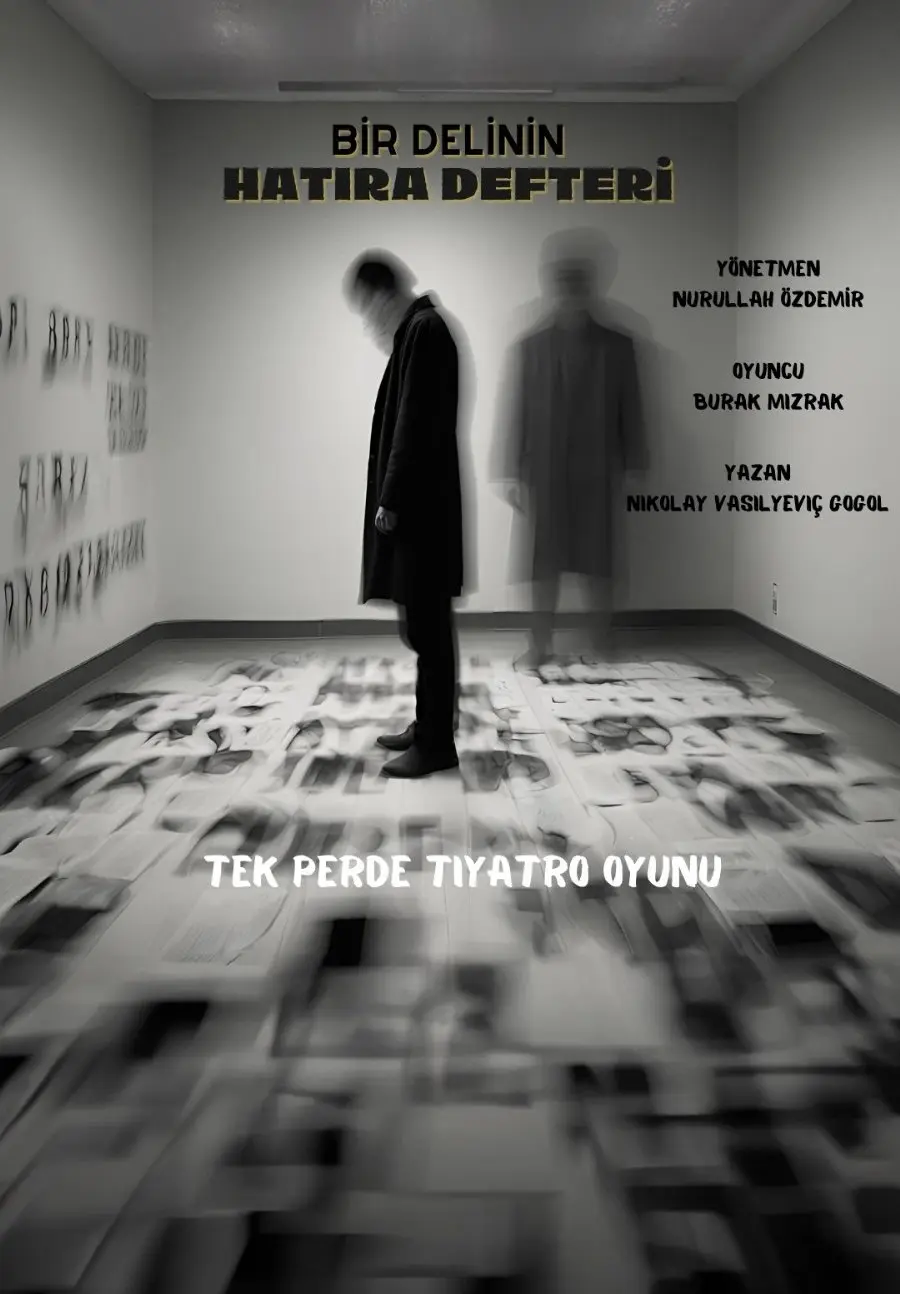 BİR DELİNİN
HATIRA DEFTERİ
YÖNETMEN
NURULLAH ÖZDEMİR
OYUNCU
BURAK MIZRAK
YAZAN
NIKOLAY VASILYEVIÇ GOGOL
TEK PERDE TIYATRO OYUNU